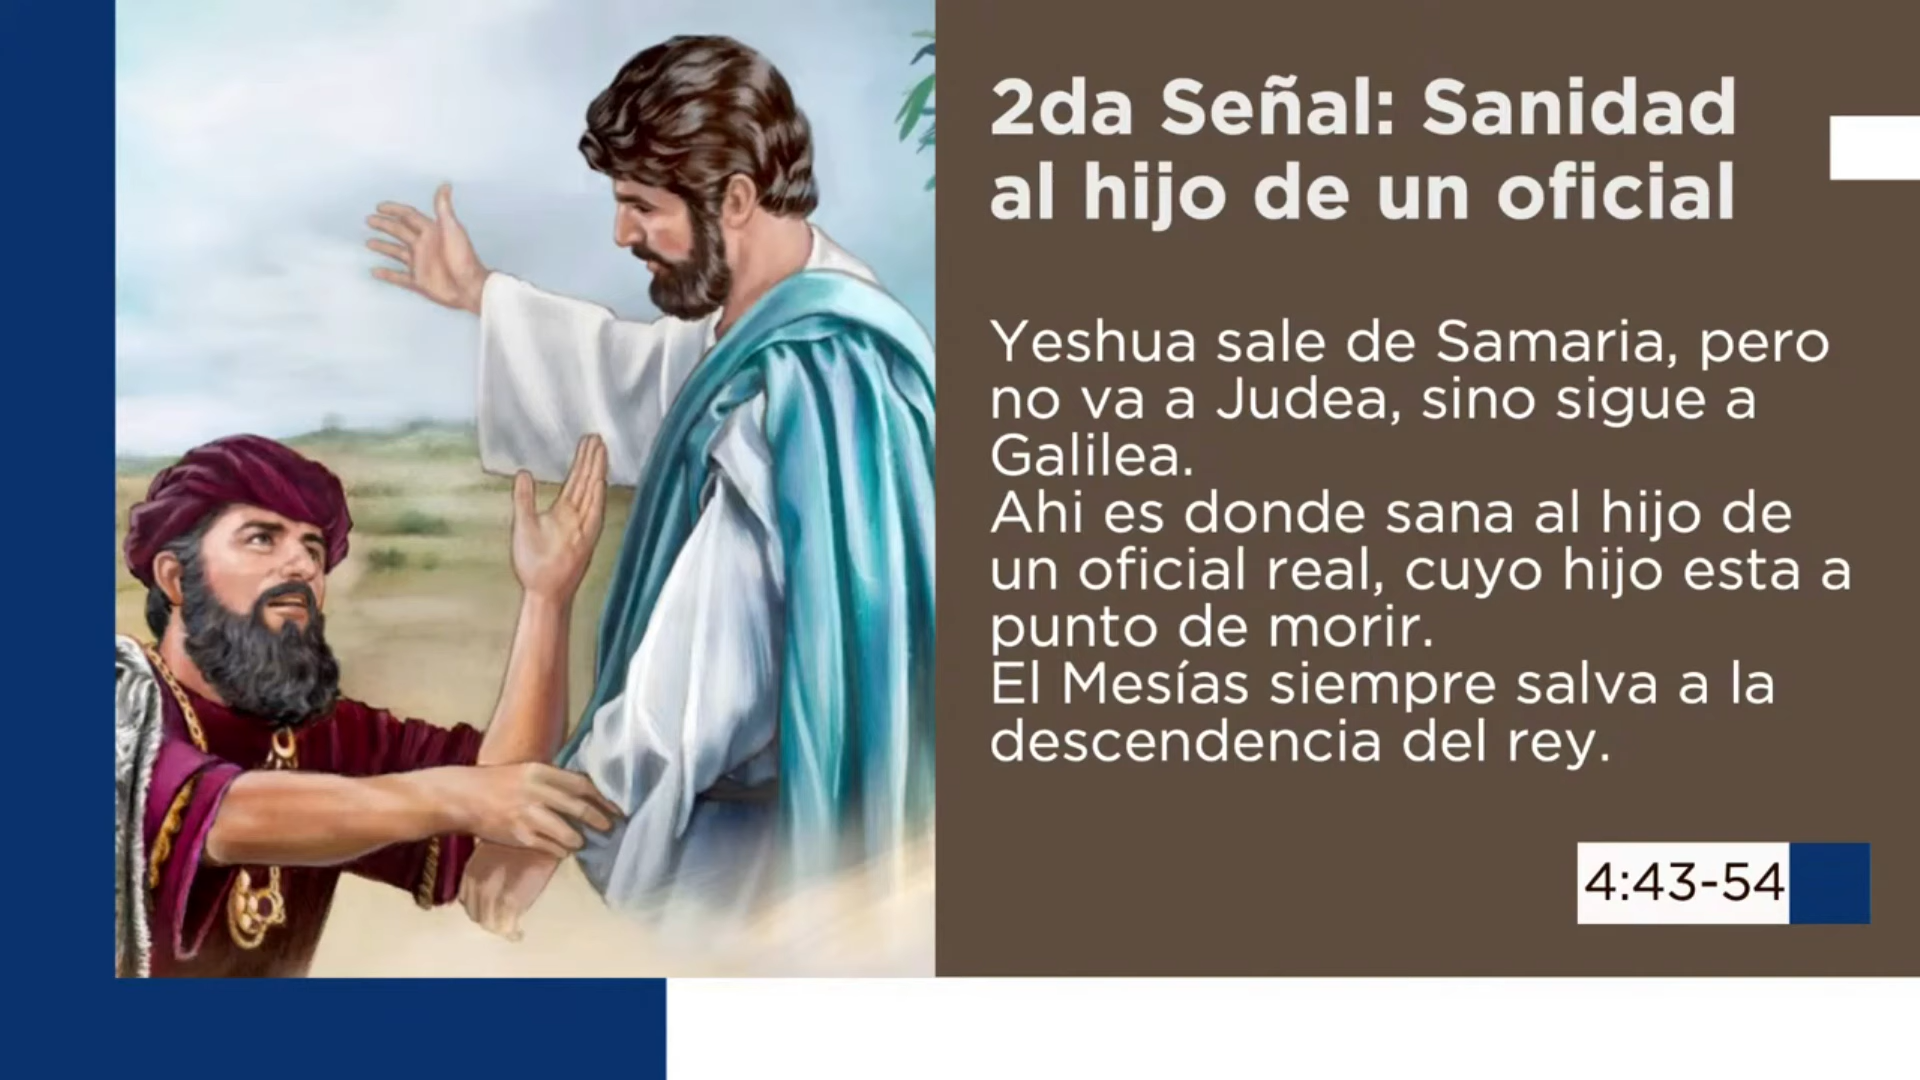 2da Señal: Sanidad
al hijo de un oficial
Yeshua sale de Samaria, pero
no va a Judea, sino sigue a
Galilea.
Ahi es donde sana al hijo de
un oficial real, cuyo hijo esta a
punto de morir.
El Mesías siempre salva a la
descendencia del rey.
4:43-54